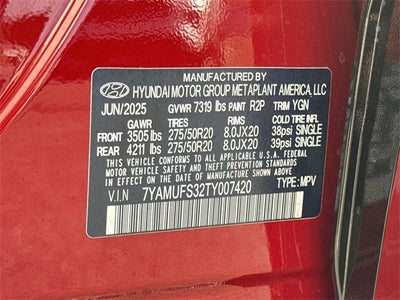 MANUFACTURED BY
HYUNDAI MOTOR GROUP METAPLANT AMERICA, LLC
JUN/2025 GVWR 7319 lbs PAINT R2P TRIM YGN
GAWR TIRES RIMS COLD TIRE INFL
FRONT 3505 lbs 275/50R20 8.0JX20 38psi SINGLE
REAR 4211 lbs 275/50R20 8.0JX20 39psi SINGLE
THIS VEHICLE CONFORMS TO ALL APPLICABLE
FEDERAL MOTOR VEHICLE SAFETY STANDARDS IN
EFFECT ON THE DATE OF MANUFACTURE SHOWN ABOVE.
V.I.N 7YAMUFS32TY007420 TYPE: MPV